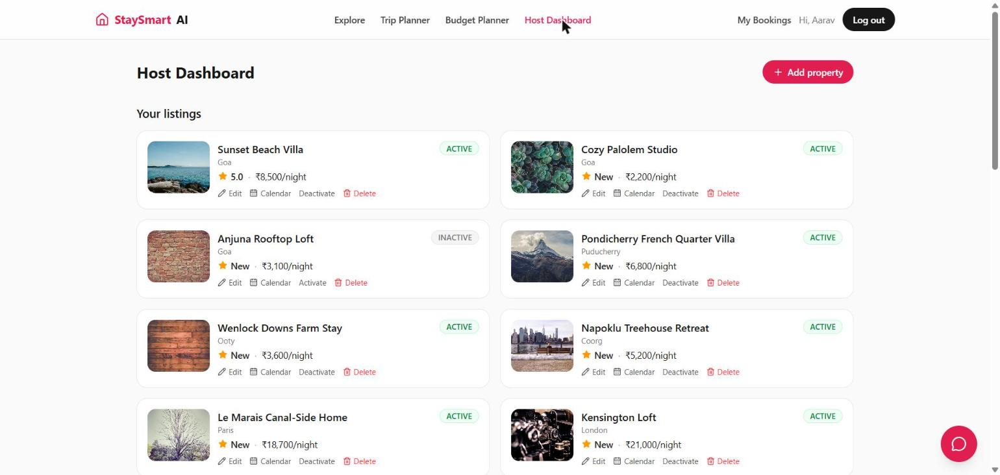 StaySmart AI Explore Trip Planner Budget Planner Host Dashboard My Bookings Hi, Aarav Log out
Host Dashboard
+ Add property
Your listings
Sunset Beach Villa ACTIVE
Goa
5.0 · ₹8,500/night
Edit Calendar Deactivate Delete
Cozy Palolem Studio ACTIVE
Goa
New · ₹2,200/night
Edit Calendar Deactivate Delete
Anjuna Rooftop Loft INACTIVE
Goa
New · ₹3,100/night
Edit Calendar Activate Delete
Pondicherry French Quarter Villa ACTIVE
Puducherry
New · ₹6,800/night
Edit Calendar Deactivate Delete
Wenlock Downs Farm Stay ACTIVE
Ooty
New · ₹3,600/night
Edit Calendar Deactivate Delete
Napoklu Treehouse Retreat ACTIVE
Coorg
New · ₹5,200/night
Edit Calendar Deactivate Delete
Le Marais Canal-Side Home ACTIVE
Paris
New · ₹18,700/night
Edit Calendar Deactivate Delete
Kensington Loft ACTIVE
London
New · ₹21,000/night
Edit Calendar Deactivate Delete